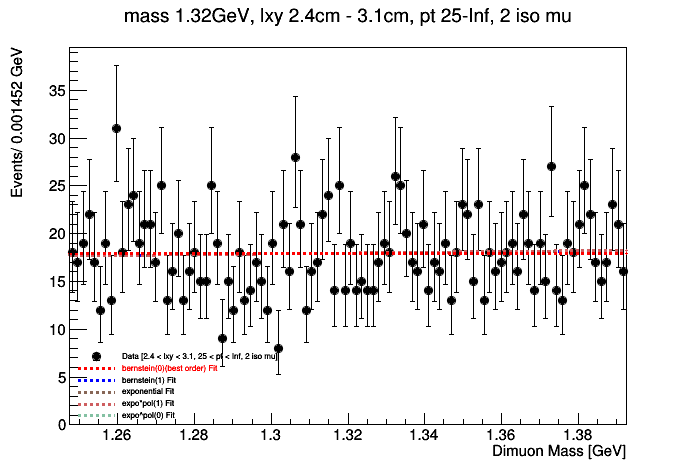 mass 1.32GeV, lxy 2.4cm - 3.1cm, pt 25-Inf, 2 iso mu
Events/ 0.001452 GeV
35
30
25
20
15
10
5
0
Data [2.4 < lxy < 3.1, 25 < pt < Inf, 2 iso mu]
bernstein(0)(best order) Fit
bernstein(1) Fit
exponential Fit
expo*pol(1) Fit
expo^pol(0) Fit
1.26 1.28 1.3 1.32 1.34 1.36 1.38
Dimuon Mass [GeV]